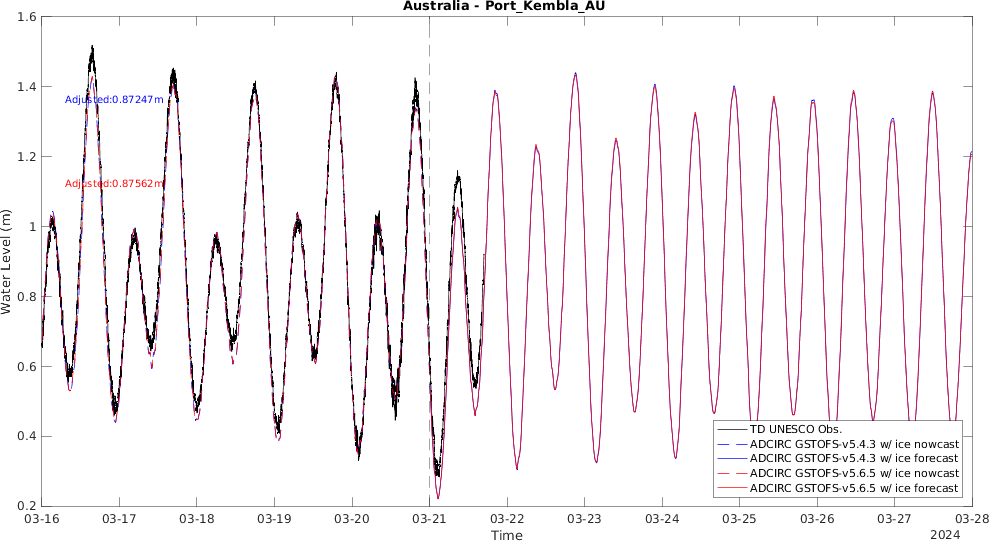 Australia - Port_Kembla_AU
1.6
1.4
1.2
1
0.8
0.6
0.4
0.2
Water Level (m)
Adjusted:0.87247m
Adjusted:0.87562m
TD UNESCO Obs.
ADCIRC GSTOFS-v5.4.3 w/ ice nowcast
ADCIRC GSTOFS-v5.4.3 w/ ice forecast
ADCIRC GSTOFS-v5.6.5 w/ ice nowcast
ADCIRC GSTOFS-v5.6.5 w/ ice forecast
03-16 03-17 03-18 03-19 03-20 03-21 03-22 03-23 03-24 03-25 03-26 03-27 03-28
Time
2024